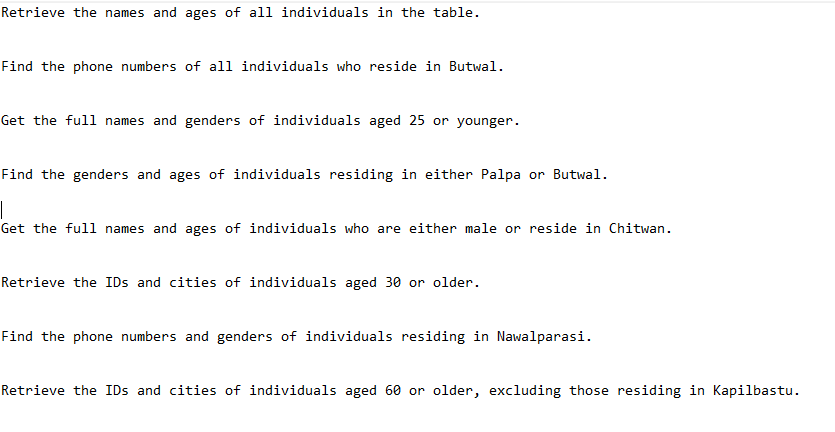 Retrieve the names and ages of all individuals in the table.
Find the phone numbers of all individuals who reside in Butwal.
Get the full names and genders of individuals aged 25 or younger.
Find the genders and ages of individuals residing in either Palpa or Butwal.
Get the full names and ages of individuals who are either male or reside in Chitwan.
Retrieve the IDs and cities of individuals aged 30 or older.
Find the phone numbers and genders of individuals residing in Nawalparasi.
Retrieve the IDs and cities of individuals aged 60 or older, excluding those residing in Kapilbastu.